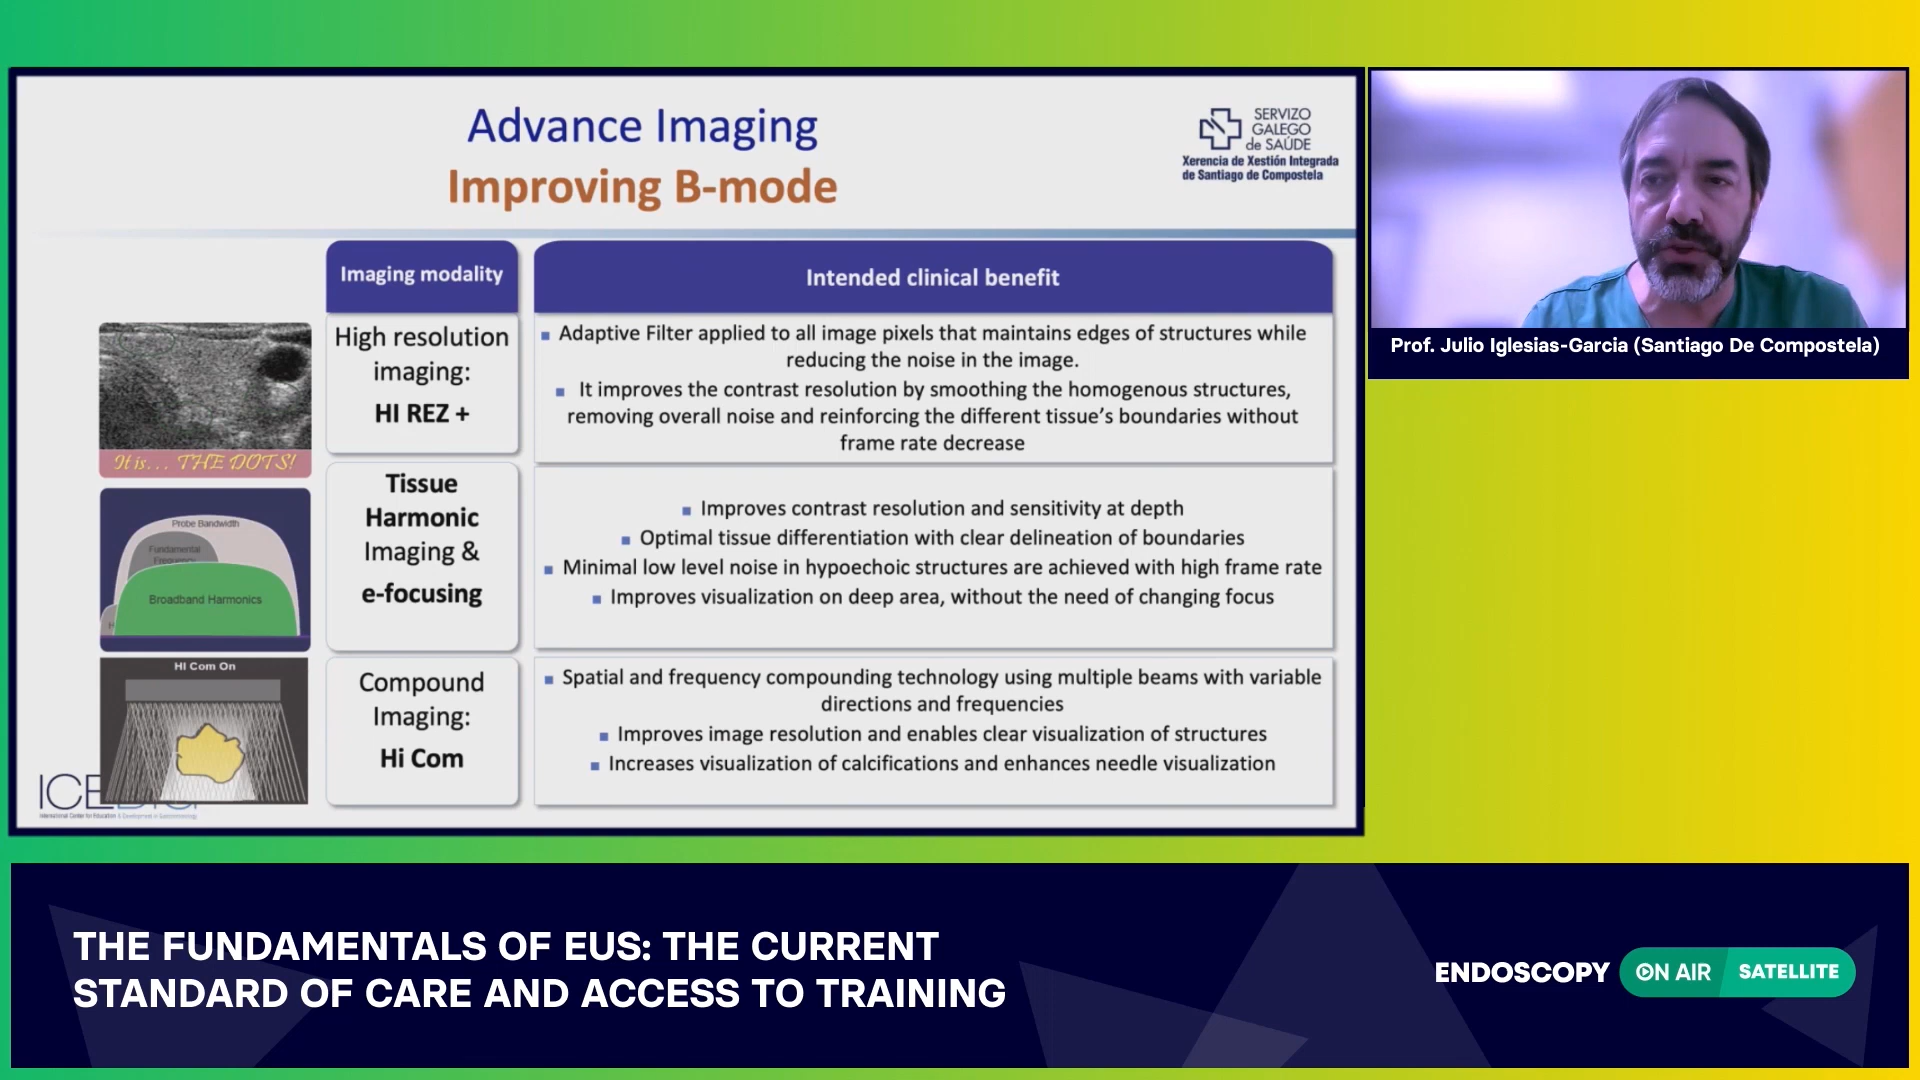 Advance Imaging
Improving B-mode
SERVIZO
GALEGO
de SAÚDE
Xerencia de Xestión Integrada
de Santiago de Compostela
Imaging modality
Intended clinical benefit
It is... THE DOTS!
High resolution
imaging:
HI REZ +
▪ Adaptive Filter applied to all image pixels that maintains edges of structures while
reducing the noise in the image.
▪ It improves the contrast resolution by smoothing the homogenous structures,
removing overall noise and reinforcing the different tissue's boundaries without
frame rate decrease
Probe Bandwidth
Fundamental
Frequency
Broadband Harmonics
Tissue
Harmonic
Imaging &
e-focusing
▪ Improves contrast resolution and sensitivity at depth
▪ Optimal tissue differentiation with clear delineation of boundaries
▪ Minimal low level noise in hypoechoic structures are achieved with high frame rate
▪ Improves visualization on deep area, without the need of changing focus
HI Com On
Compound
Imaging:
Hi Com
▪ Spatial and frequency compounding technology using multiple beams with variable
directions and frequencies
▪ Improves image resolution and enables clear visualization of structures
▪ Increases visualization of calcifications and enhances needle visualization
International Center for Education & Development in Gastroenterology
Prof. Julio Iglesias-Garcia (Santiago De Compostela)
THE FUNDAMENTALS OF EUS: THE CURRENT
STANDARD OF CARE AND ACCESS TO TRAINING
ENDOSCOPY ON AIR SATELLITE